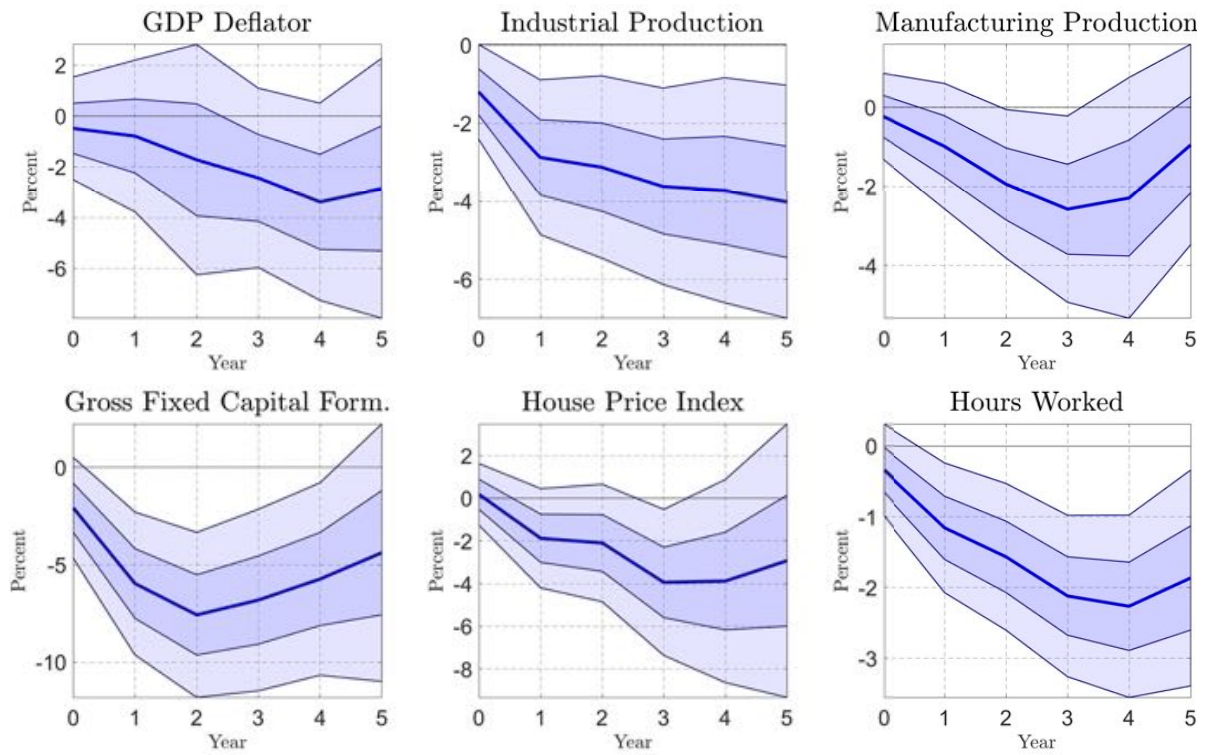 GDP Deflator
Percent
2
0
-2
-4
-6
0 1 2 3 4 5
Year
Industrial Production
Percent
0
-2
-4
-6
0 1 2 3 4 5
Year
Manufacturing Production
Percent
0
-2
-4
0 1 2 3 4 5
Year
Gross Fixed Capital Form.
Percent
0
-5
-10
0 1 2 3 4 5
Year
House Price Index
Percent
2
0
-2
-4
-6
-8
0 1 2 3 4 5
Year
Hours Worked
Percent
0
-1
-2
-3
0 1 2 3 4 5
Year